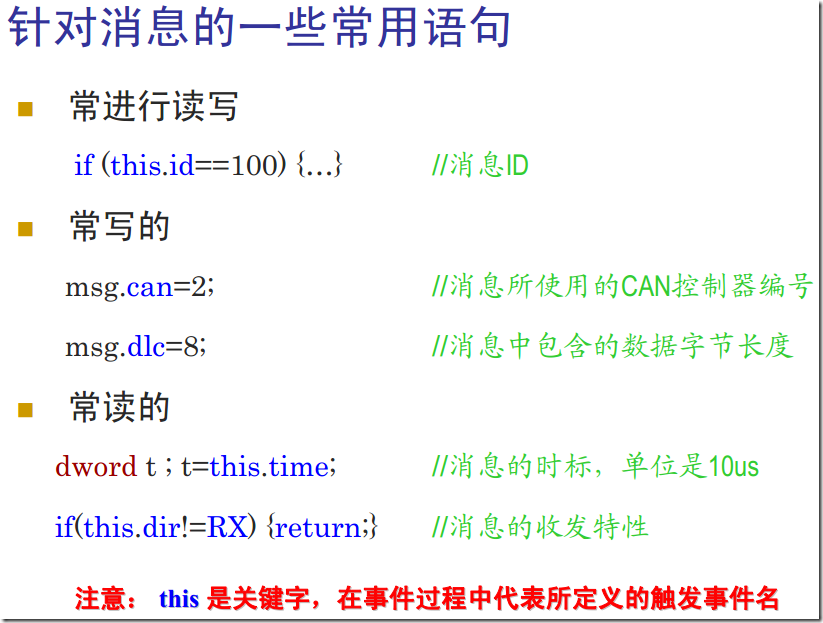 针对消息的一些常用语句
常进行读写
if (this.id==100) {…} //消息ID
常写的
msg.can=2; //消息所使用的CAN控制器编号
msg.dlc=8; //消息中包含的数据字节长度
常读的
dword t ; t=this.time; //消息的时标，单位是10us
if(this.dir!=RX) {return;} //消息的收发特性
注意： this 是关键字，在事件过程中代表所定义的触发事件名